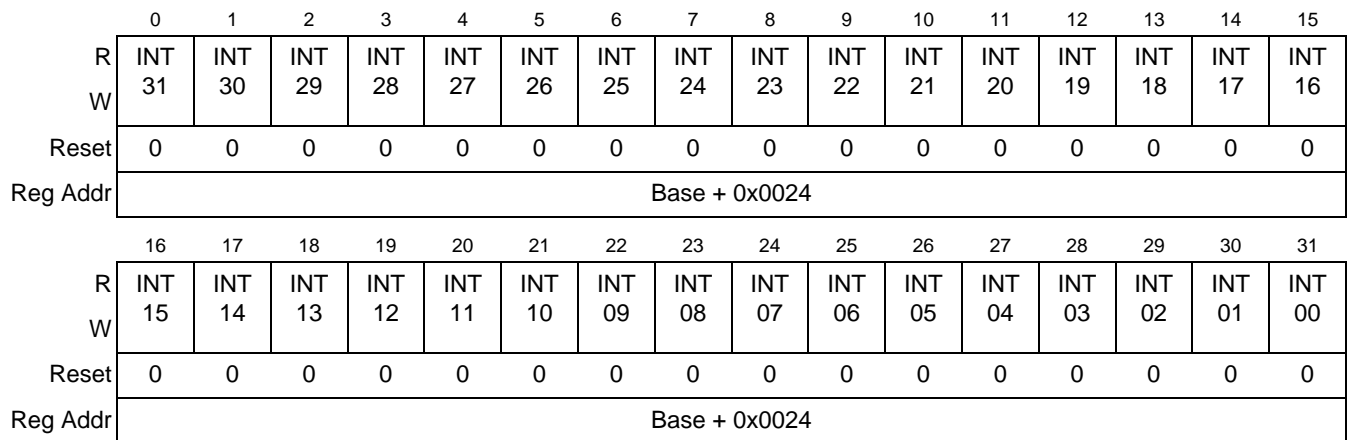 0 1 2 3 4 5 6 7 8 9 10 11 12 13 14 15
R INT INT INT INT INT INT INT INT INT INT INT INT INT INT INT INT
W 31 30 29 28 27 26 25 24 23 22 21 20 19 18 17 16
Reset 0 0 0 0 0 0 0 0 0 0 0 0 0 0 0 0
Reg Addr Base + 0x0024
16 17 18 19 20 21 22 23 24 25 26 27 28 29 30 31
R INT INT INT INT INT INT INT INT INT INT INT INT INT INT INT INT
W 15 14 13 12 11 10 09 08 07 06 05 04 03 02 01 00
Reset 0 0 0 0 0 0 0 0 0 0 0 0 0 0 0 0
Reg Addr Base + 0x0024